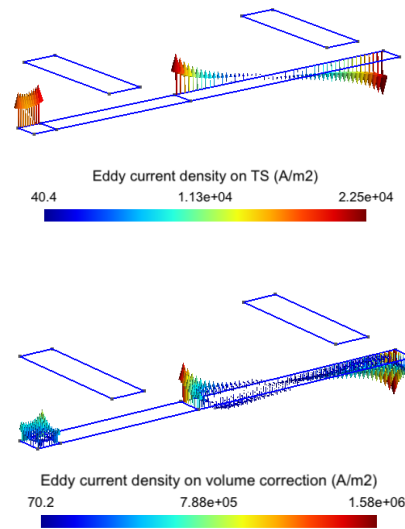 Eddy current density on TS (A/m2)
40.4 1.13e+04 2.25e+04
Eddy current density on volume correction (A/m2)
70.2 7.88e+05 1.58e+06